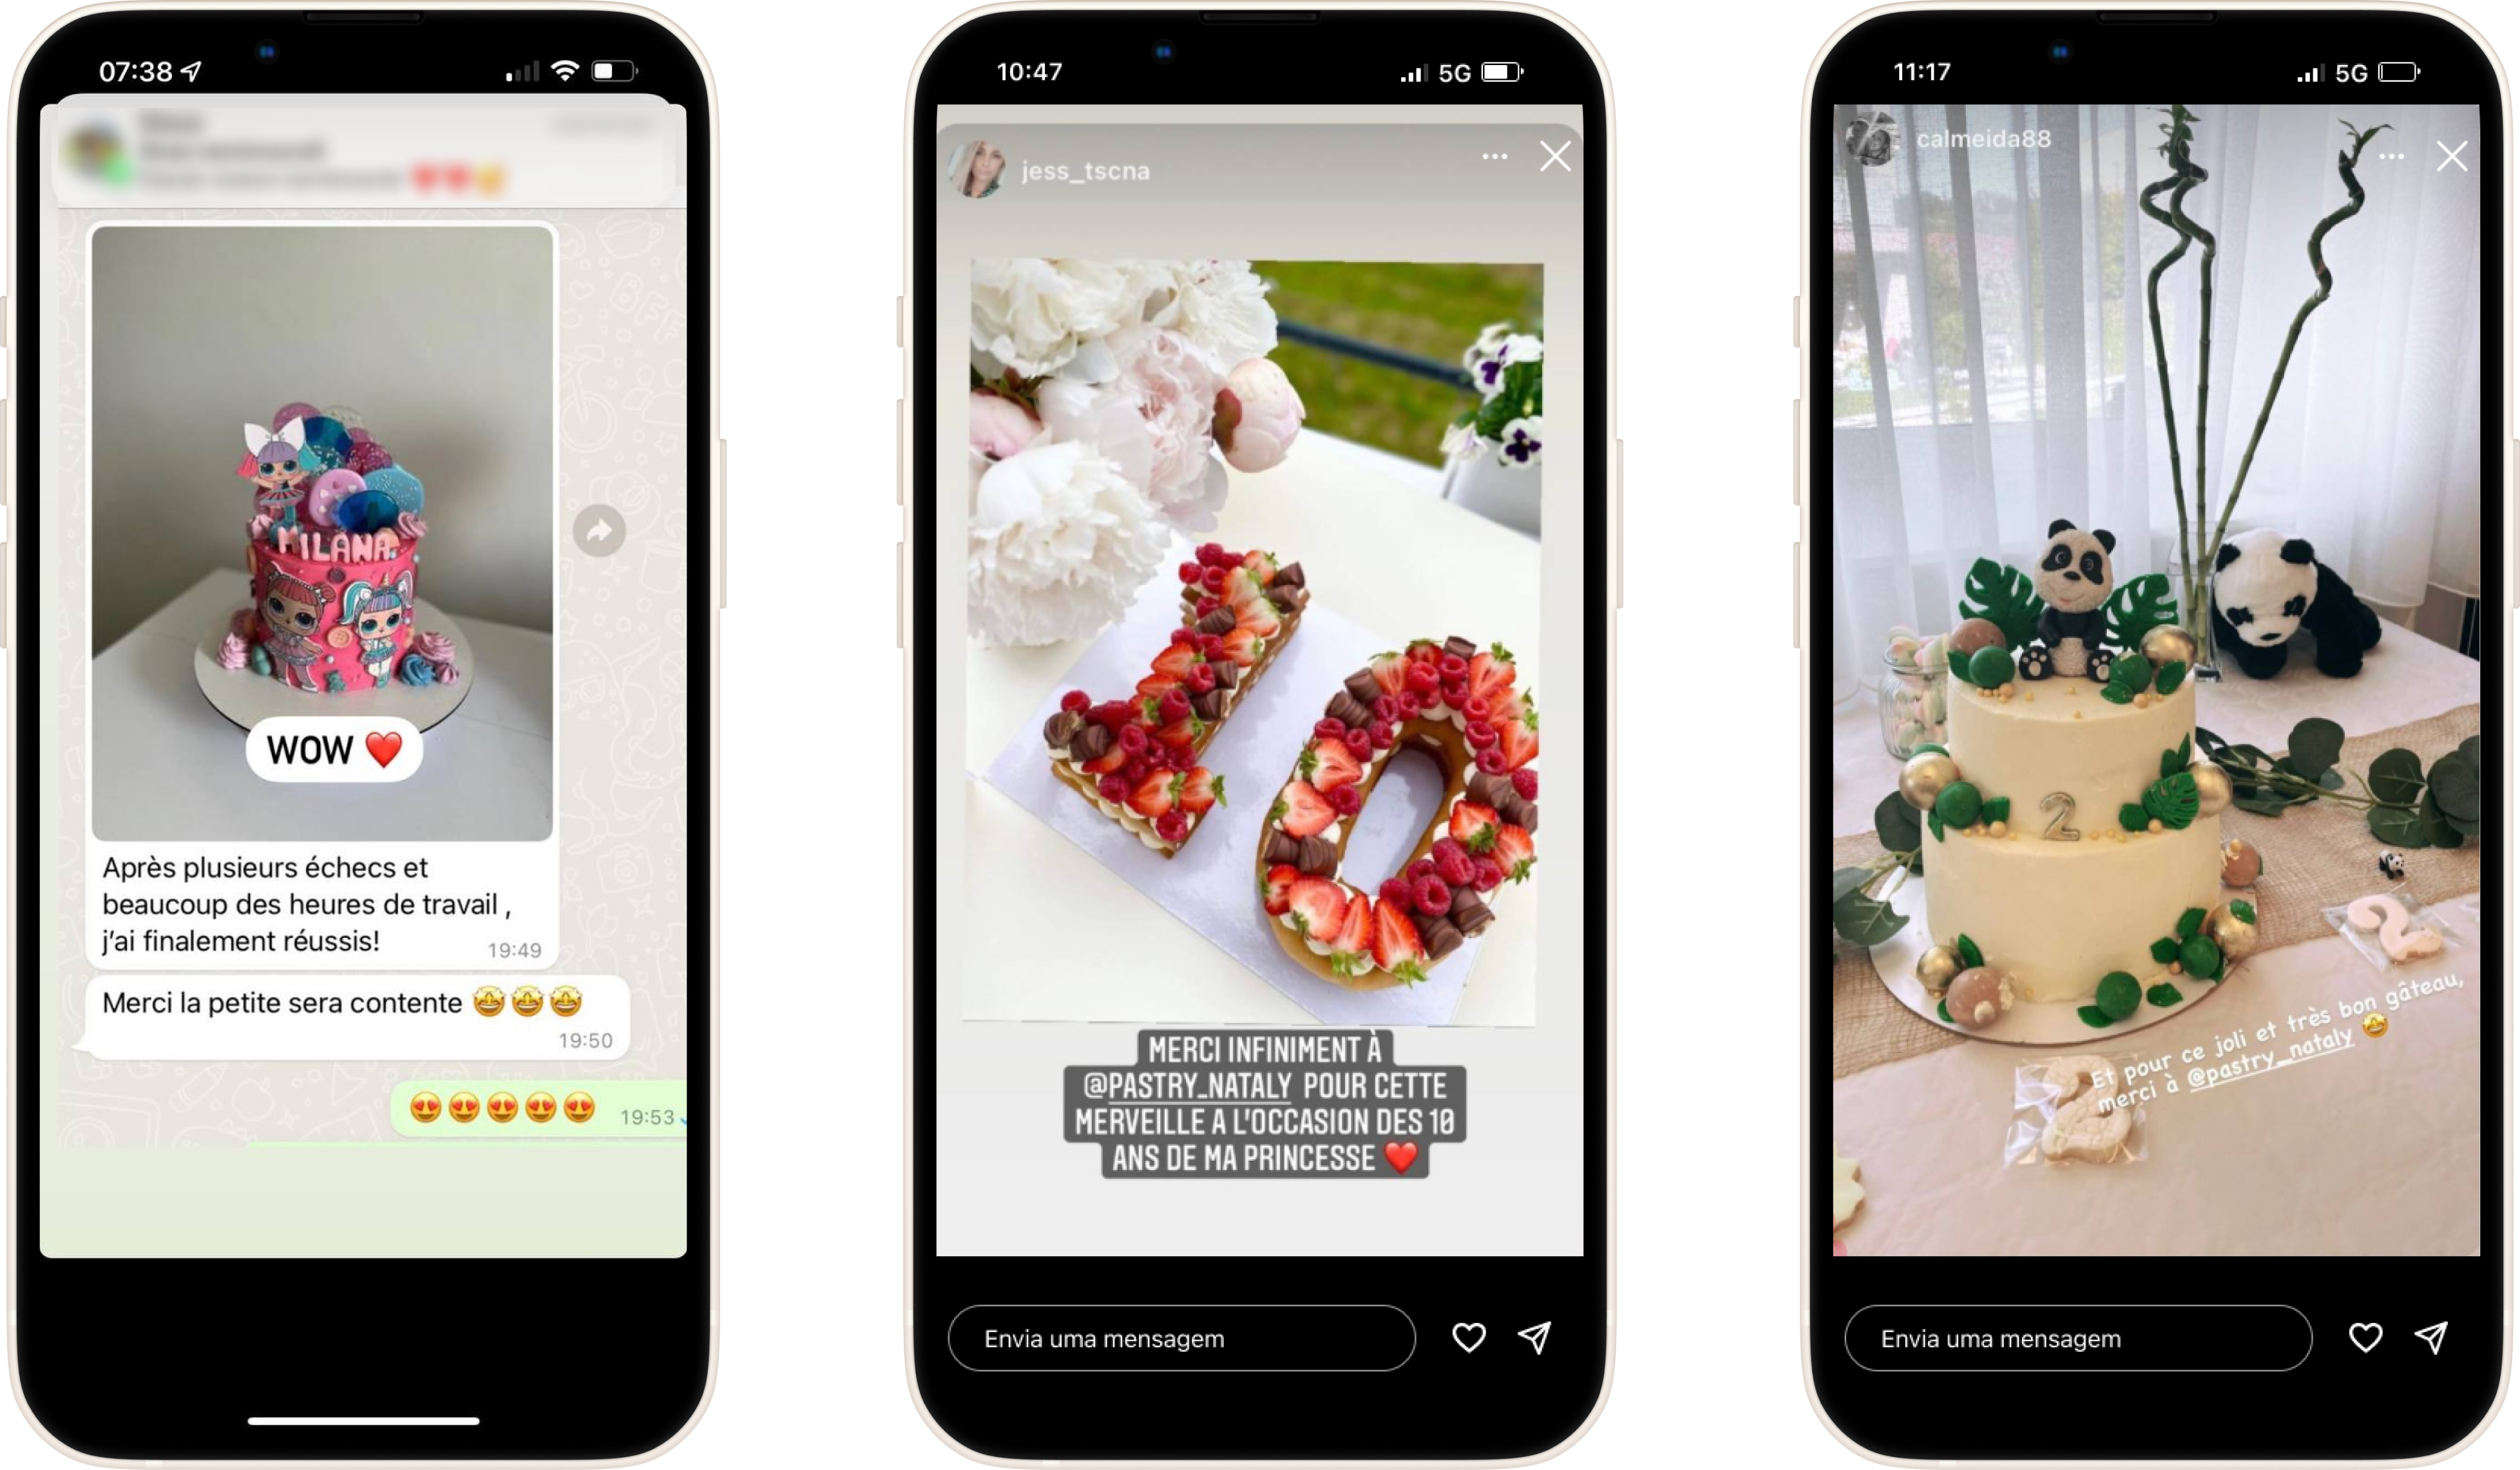 07:38
MILANA
WOW ❤️
Après plusieurs échecs et
beaucoup des heures de travail ,
j'ai finalement réussis!
19:49
Merci la petite sera contente 🤩🤩🤩
19:50
😍😍😍😍😍 19:53
10:47
5G
jess_tscna
10
MERCI INFINIMENT À
@PASTRY_NATALY POUR CETTE
MERVEILLE A L'OCCASION DES 10
ANS DE MA PRINCESSE ❤️
Envia uma mensagem
11:17
5G
calmeida88
2
2
Et pour ce joli et très bon gâteau,
merci à @pastry_nataly 🤩
2
Envia uma mensagem